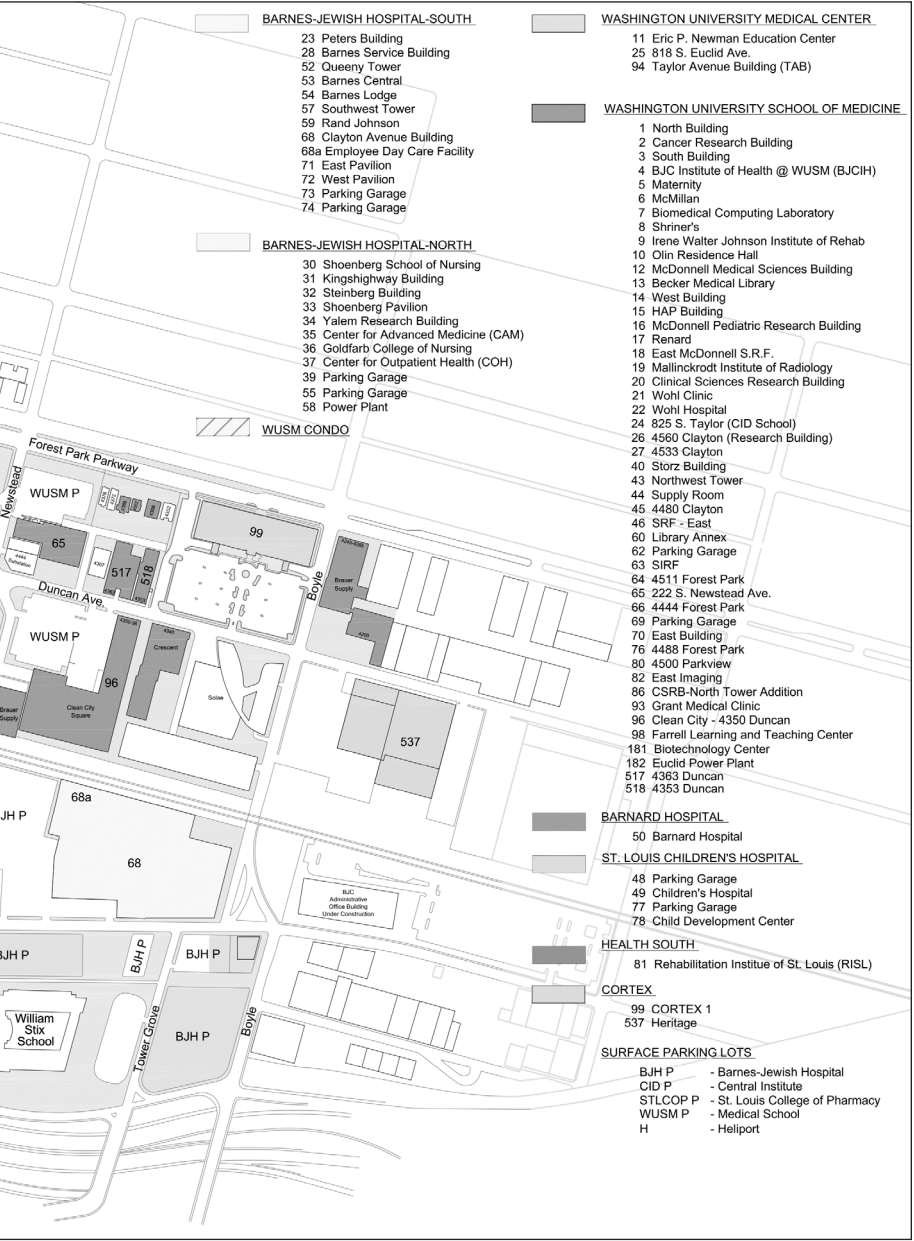 BARNES-JEWISH HOSPITAL-SOUTH
23 Peters Building
28 Barnes Service Building
52 Queeny Tower
53 Barnes Central
54 Barnes Lodge
57 Southwest Tower
59 Rand Johnson
68 Clayton Avenue Building
68a Employee Day Care Facility
71 East Pavilion
72 West Pavilion
73 Parking Garage
74 Parking Garage
BARNES-JEWISH HOSPITAL-NORTH
30 Shoenberg School of Nursing
31 Kingshighway Building
32 Steinberg Building
33 Shoenberg Pavilion
34 Yalem Research Building
35 Center for Advanced Medicine (CAM)
36 Goldfarb College of Nursing
37 Center for Outpatient Health (COH)
39 Parking Garage
55 Parking Garage
58 Power Plant
WUSM CONDO
WASHINGTON UNIVERSITY MEDICAL CENTER
11 Eric P. Newman Education Center
25 818 S. Euclid Ave.
94 Taylor Avenue Building (TAB)
WASHINGTON UNIVERSITY SCHOOL OF MEDICINE
1 North Building
2 Cancer Research Building
3 South Building
4 BJC Institute of Health @ WUSM (BJCIH)
5 Maternity
6 McMillan
7 Biomedical Computing Laboratory
8 Shriner's
9 Irene Walter Johnson Institute of Rehab
10 Olin Residence Hall
12 McDonnell Medical Sciences Building
13 Becker Medical Library
14 West Building
15 HAP Building
16 McDonnell Pediatric Research Building
17 Renard
18 East McDonnell S.R.F.
19 Mallinckrodt Institute of Radiology
20 Clinical Sciences Research Building
21 Wohl Clinic
22 Wohl Hospital
24 825 S. Taylor (CID School)
26 4560 Clayton (Research Building)
27 4533 Clayton
40 Storz Building
43 Northwest Tower
44 Supply Room
45 4480 Clayton
46 SRF - East
60 Library Annex
62 Parking Garage
63 SIRF
64 4511 Forest Park
65 222 S. Newstead Ave.
66 4444 Forest Park
69 Parking Garage
70 East Building
76 4488 Forest Park
80 4500 Parkview
82 East Imaging
86 CSRB-North Tower Addition
93 Grant Medical Clinic
96 Clean City - 4350 Duncan
98 Farrell Learning and Teaching Center
181 Biotechnology Center
182 Euclid Power Plant
517 4363 Duncan
518 4353 Duncan
BARNARD HOSPITAL
50 Barnard Hospital
ST. LOUIS CHILDREN'S HOSPITAL
48 Parking Garage
49 Children's Hospital
77 Parking Garage
78 Child Development Center
HEALTH SOUTH
81 Rehabilitation Institue of St. Louis (RISL)
CORTEX
99 CORTEX 1
537 Heritage
SURFACE PARKING LOTS
BJH P - Barnes-Jewish Hospital
CID P - Central Institute
STLCOP P - St. Louis College of Pharmacy
WUSM P - Medical School
H - Heliport
Forest Park Parkway
Newstead
WUSM P
65
4444
Substation
517
518
99
Boyle
Brauer
Supply
Duncan Ave.
WUSM P
Crescent
96
Clean City
Square
Solae
Brauer
Supply
537
68a
JH P
68
BJC
Administrative
Office Building
Under Construction
BJH P
BJH P
BJH P
William
Stix
School
Tower Grove
BJH P
Boyle